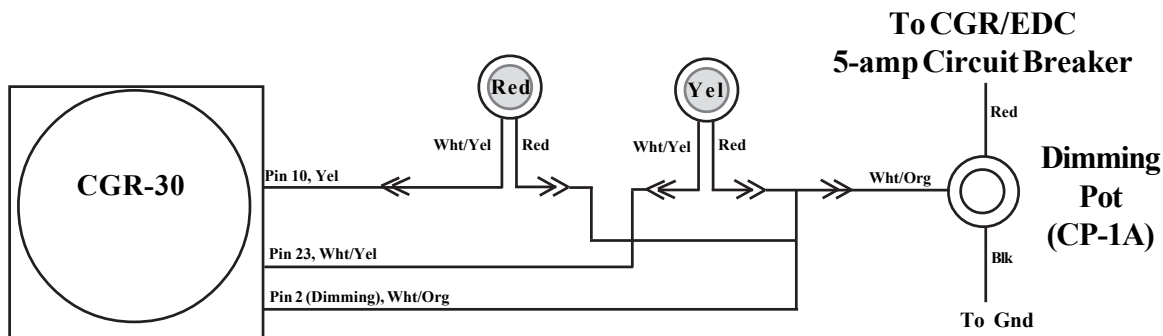 To CGR/EDC
5-amp Circuit Breaker
Red
Yel
Red
Wht/Yel
Red
Wht/Yel
Red
CGR-30
Pin 10, Yel
Wht/Org
Dimming
Pot
(CP-1A)
Pin 23, Wht/Yel
Blk
Pin 2 (Dimming), Wht/Org
To Gnd